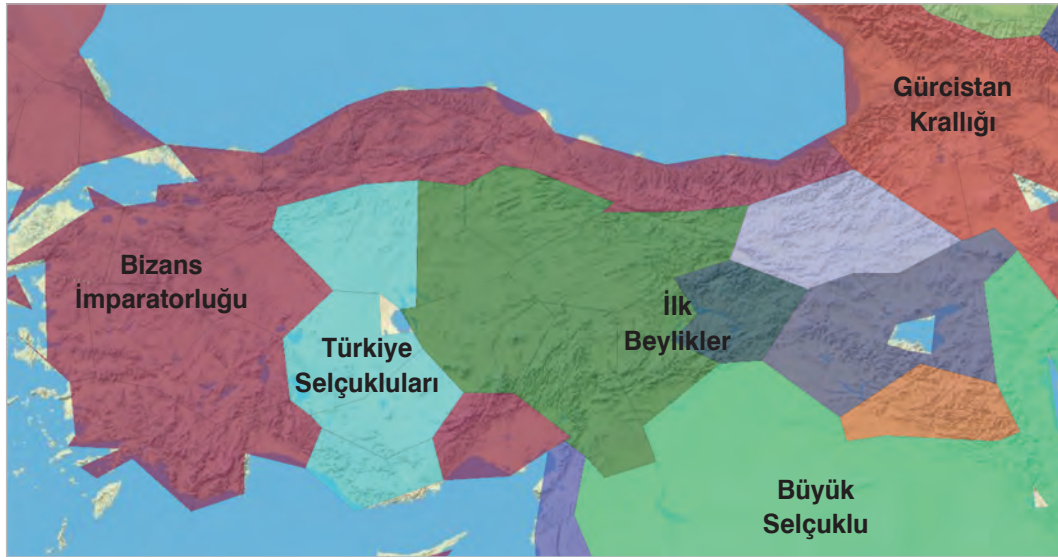 Gürcistan
Krallığı
Bizans
İmparatorluğu
Türkiye
Selçukluları
İlk
Beylikler
Büyük
Selçuklu